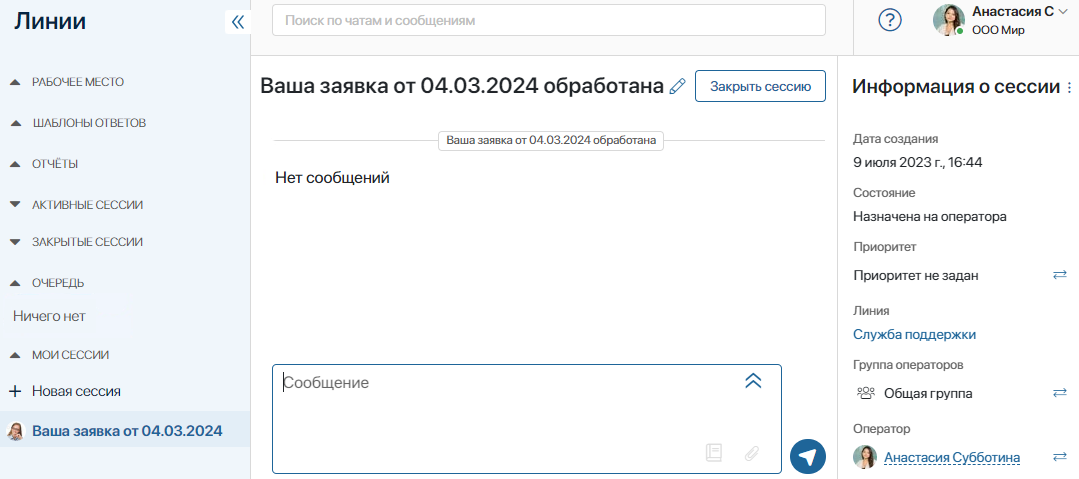 Линии
Поиск по чатам и сообщениям
Анастасия С
ООО Мир
РАБОЧЕЕ МЕСТО
ШАБЛОНЫ ОТВЕТОВ
ОТЧЁТЫ
АКТИВНЫЕ СЕССИИ
ЗАКРЫТЫЕ СЕССИИ
ОЧЕРЕДЬ
Ничего нет
МОИ СЕССИИ
Новая сессия
Ваша заявка от 04.03.2024
Ваша заявка от 04.03.2024 обработана
Закрыть сессию
Ваша заявка от 04.03.2024 обработана
Нет сообщений
Сообщение
Информация о сессии
Дата создания
9 июля 2023 г., 16:44
Состояние
Назначена на оператора
Приоритет
Приоритет не задан
Линия
Служба поддержки
Группа операторов
Общая группа
Оператор
Анастасия Субботина